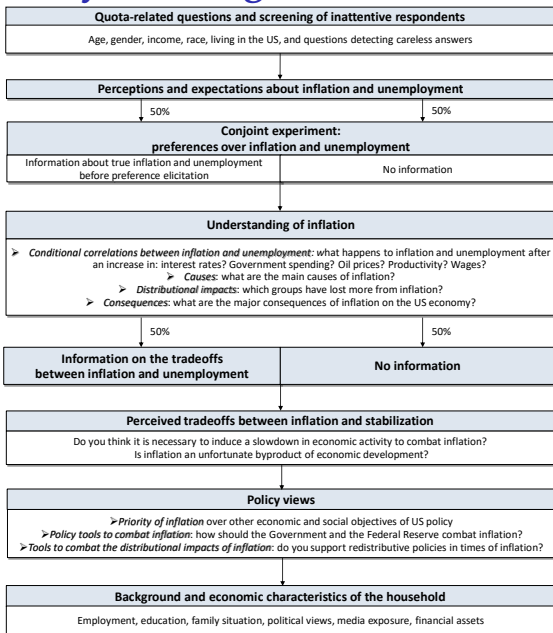 Quota-related questions and screening of inattentive respondents
Age, gender, income, race, living in the US, and questions detecting careless answers
Perceptions and expectations about inflation and unemployment
50%
50%
Conjoint experiment:
preferences over inflation and unemployment
Information about true inflation and unemployment
before preference elicitation
No information
Understanding of inflation
➢ Conditional correlations between inflation and unemployment: what happens to inflation and unemployment after
an increase in: interest rates? Government spending? Oil prices? Productivity? Wages?
➢ Causes: what are the main causes of inflation?
➢ Distributional impacts: which groups have lost more from inflation?
➢ Consequences: what are the major consequences of inflation on the US economy?
50%
50%
Information on the tradeoffs
between inflation and unemployment
No information
Perceived tradeoffs between inflation and stabilization
Do you think it is necessary to induce a slowdown in economic activity to combat inflation?
Is inflation an unfortunate byproduct of economic development?
Policy views
➢Priority of inflation over other economic and social objectives of US policy
➢Policy tools to combat inflation: how should the Government and the Federal Reserve combat inflation?
➢Tools to combat the distributional impacts of inflation: do you support redistributive policies in times of inflation?
Background and economic characteristics of the household
Employment, education, family situation, political views, media exposure, financial assets